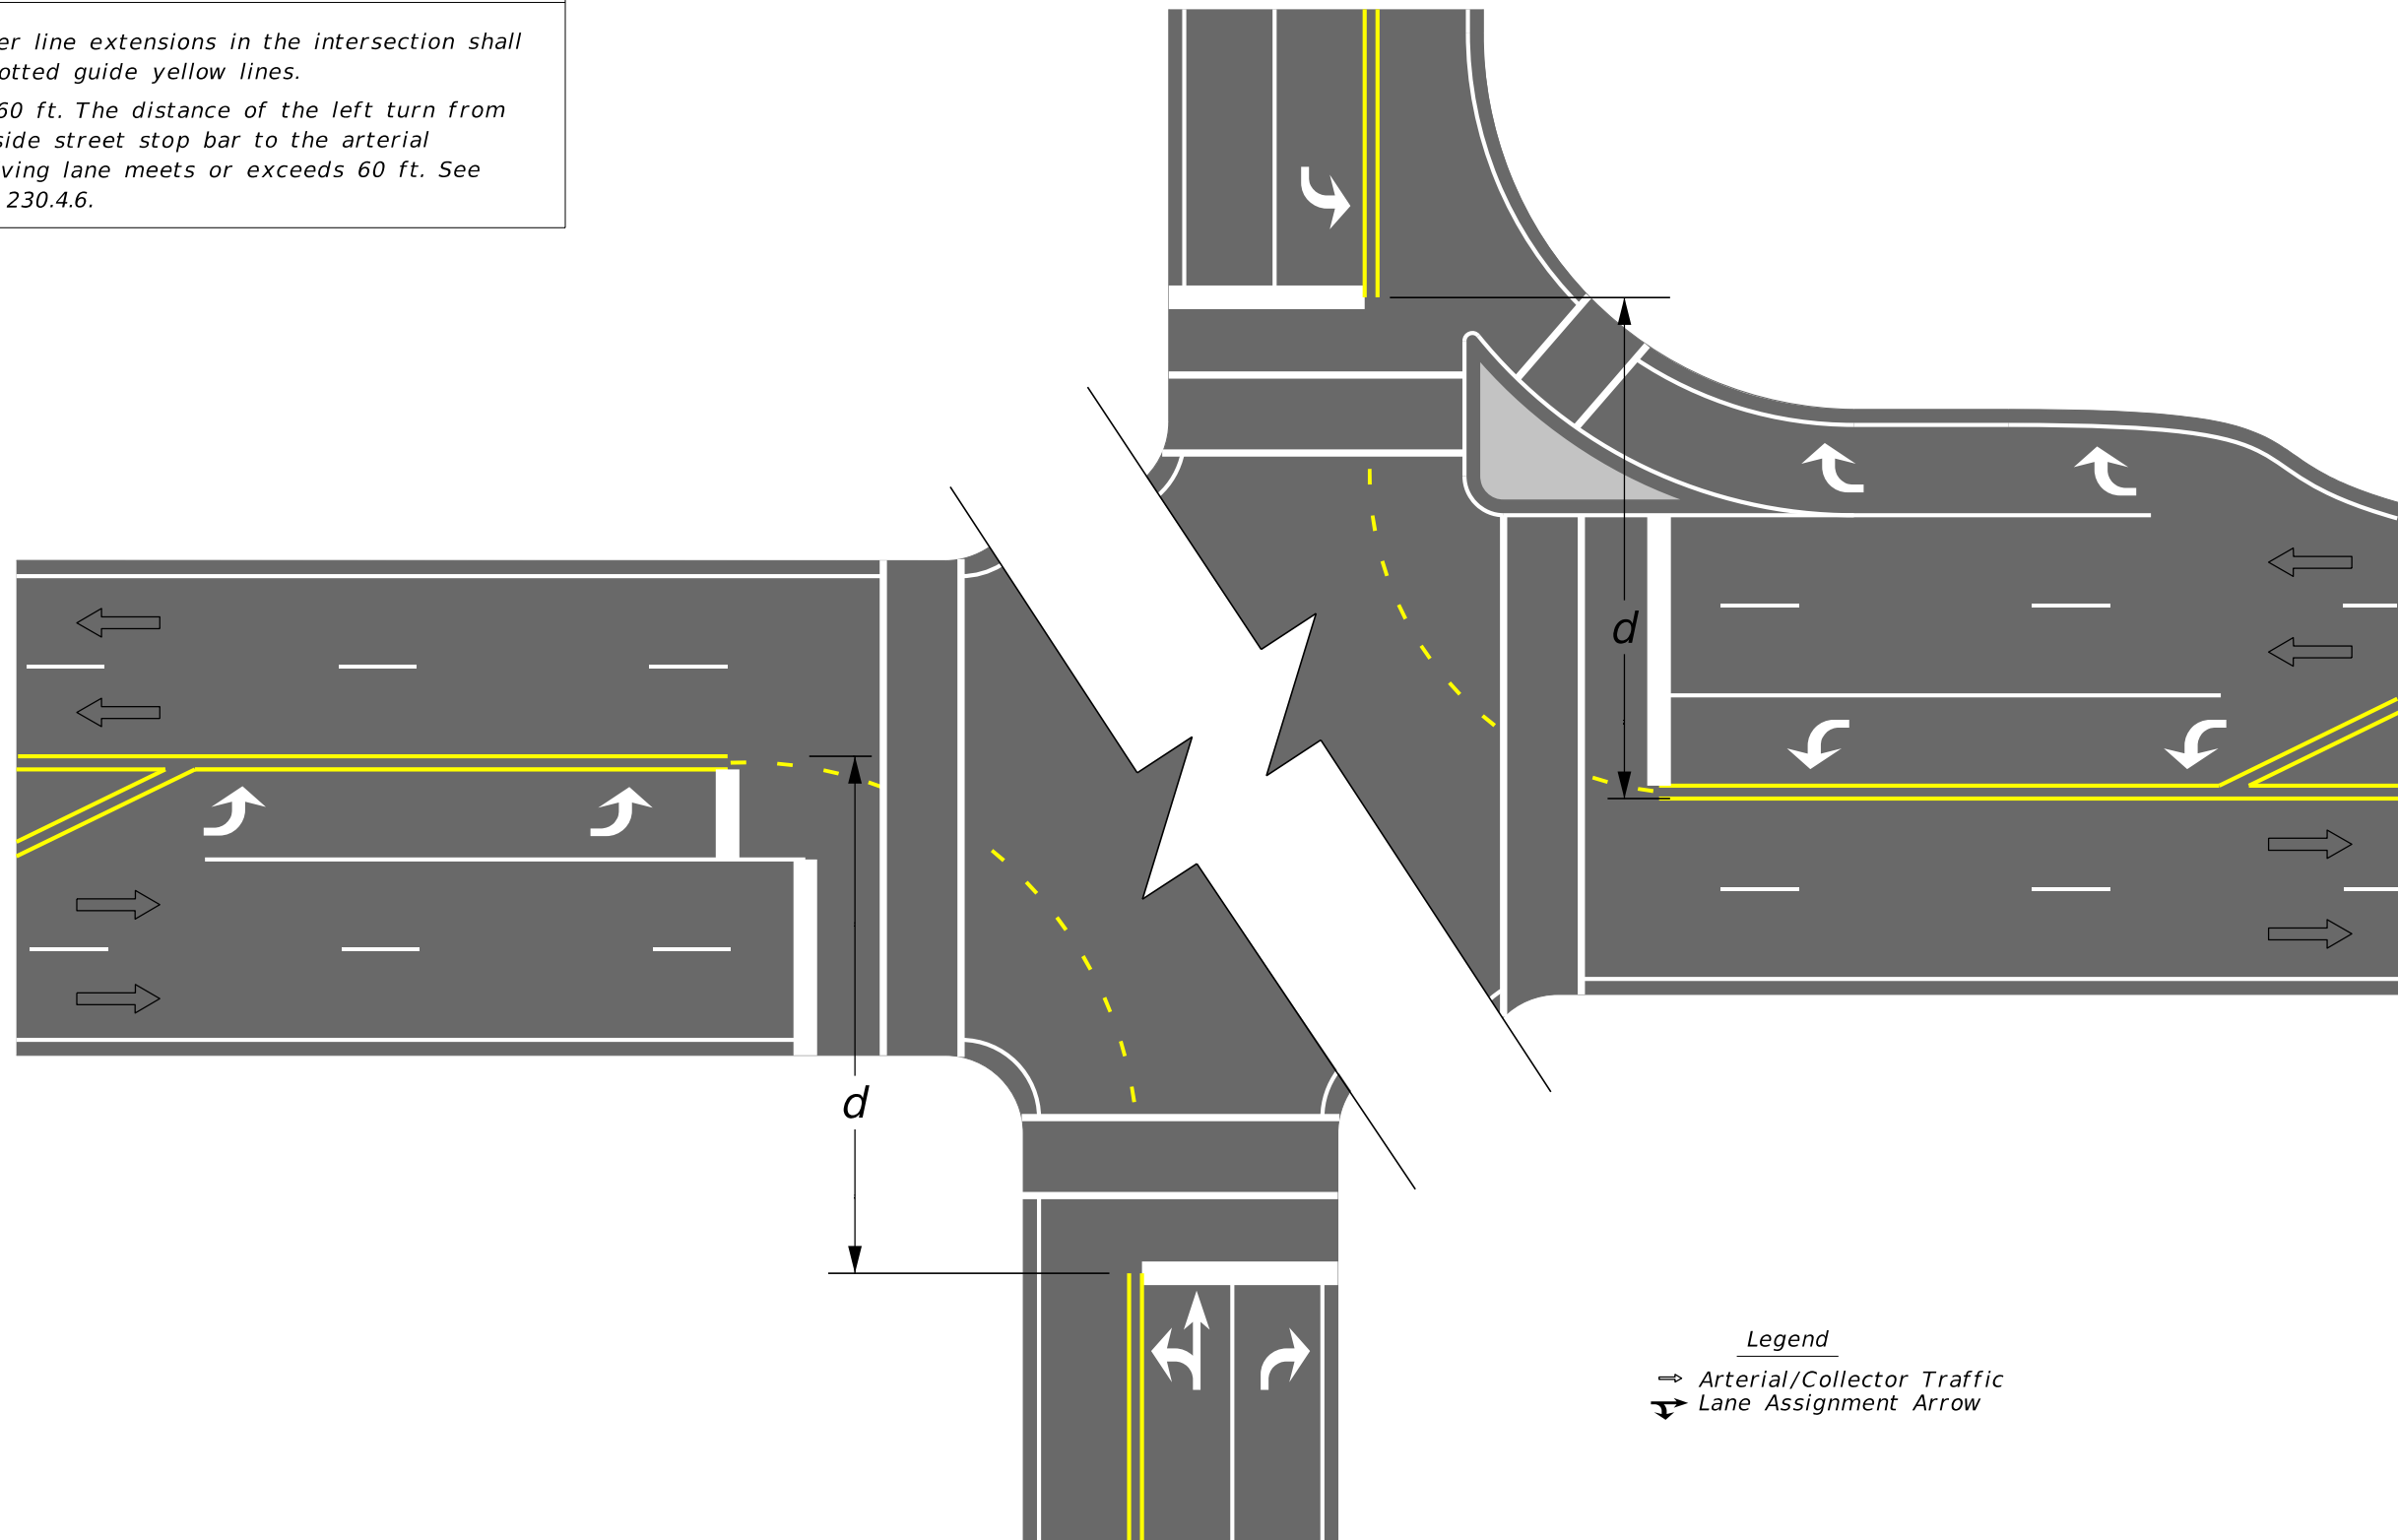 er line extensions in the intersection shall
otted guide yellow lines.
60 ft. The distance of the left turn from
side street stop bar to the arterial
ving lane meets or exceeds 60 ft. See
230.4.6.
d
d
Legend
Arterial/Collector Traffic
Lane Assignment Arrow